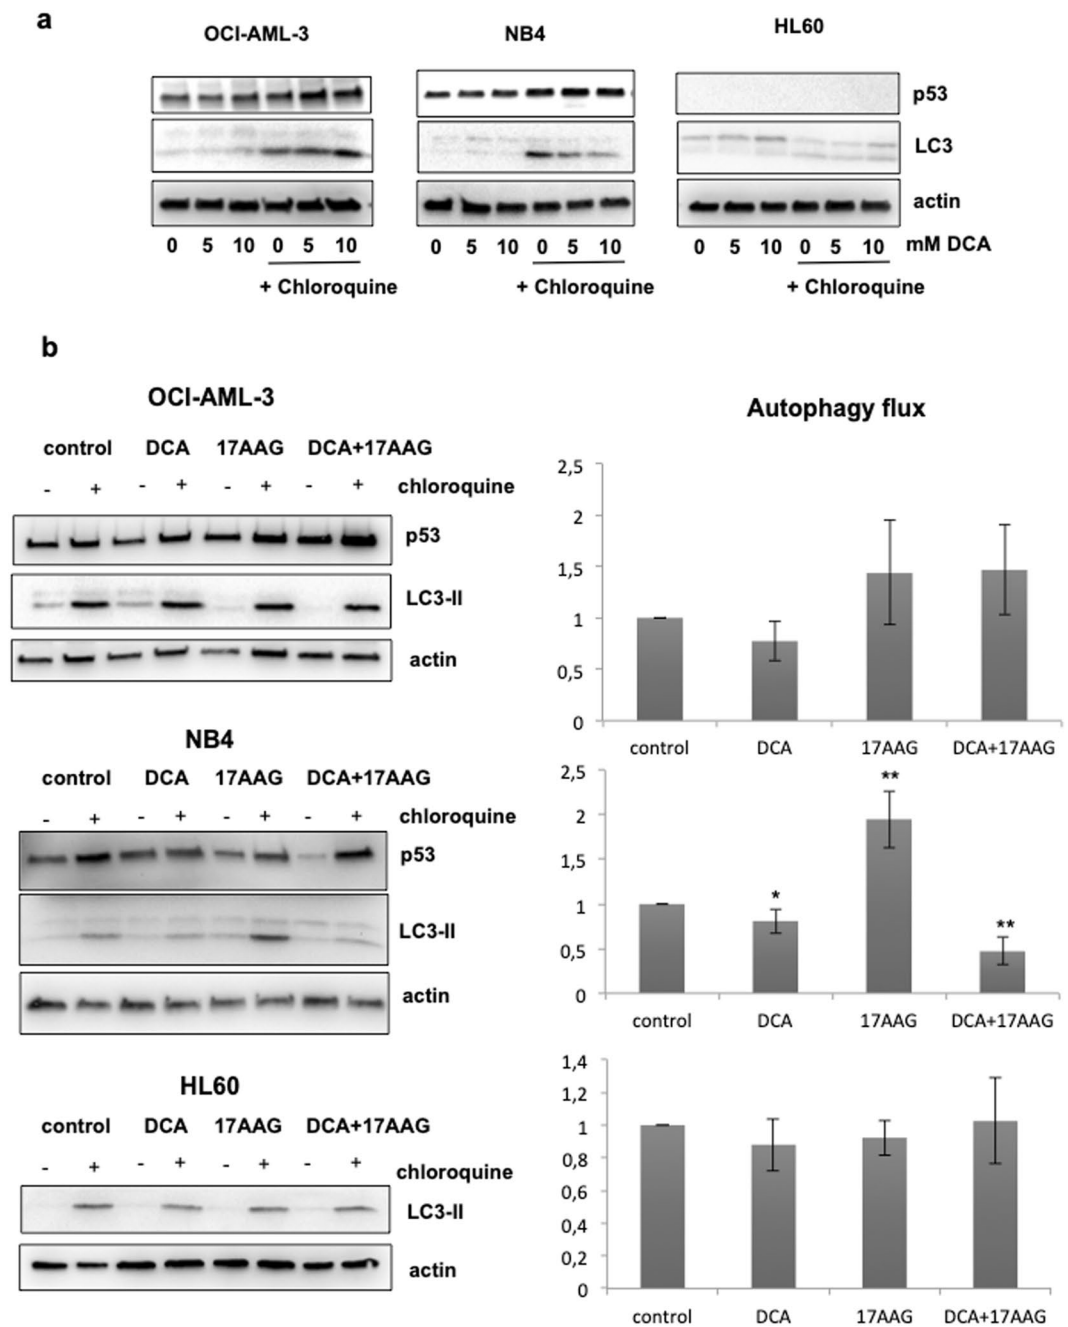 a
OCI-AML-3 NB4 HL60
p53
LC3
actin
0 5 10 0 5 10 0 5 10 0 5 10 0 5 10 0 5 10 mM DCA
+ Chloroquine + Chloroquine + Chloroquine
b
OCI-AML-3
control DCA 17AAG DCA+17AAG
- + - + - + - + chloroquine
p53
LC3-II
actin
Autophagy flux
2,5
2
1,5
1
0,5
0
control DCA 17AAG DCA+17AAG
NB4
control DCA 17AAG DCA+17AAG
- + - + - + - + chloroquine
p53
LC3-II
actin
2,5
2
1,5
1
0,5
0
** 
* 
**
control DCA 17AAG DCA+17AAG
HL60
control DCA 17AAG DCA+17AAG
- + - + - + - + chloroquine
LC3-II
actin
1,4
1,2
1
0,8
0,6
0,4
0,2
0
control DCA 17AAG DCA+17AAG